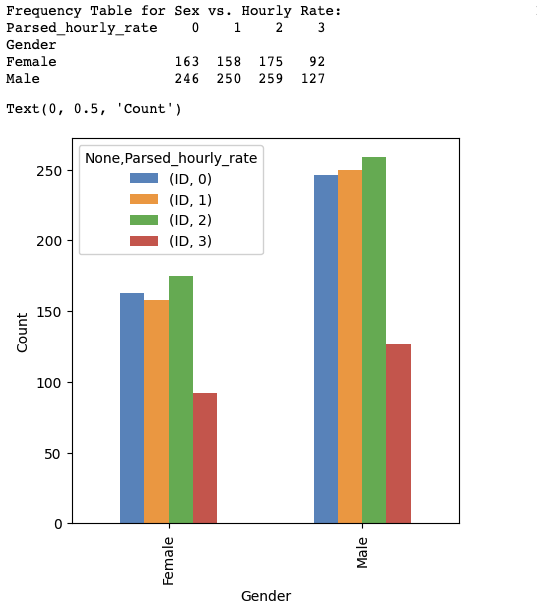 Frequency Table for Sex vs. Hourly Rate:
Parsed_hourly_rate    0    1    2    3
Gender
Female              163  158  175   92
Male                246  250  259  127
Text(0, 0.5, 'Count')
None,Parsed_hourly_rate
(ID, 0)
(ID, 1)
(ID, 2)
(ID, 3)
250
200
150
100
50
0
Count
Female
Male
Gender